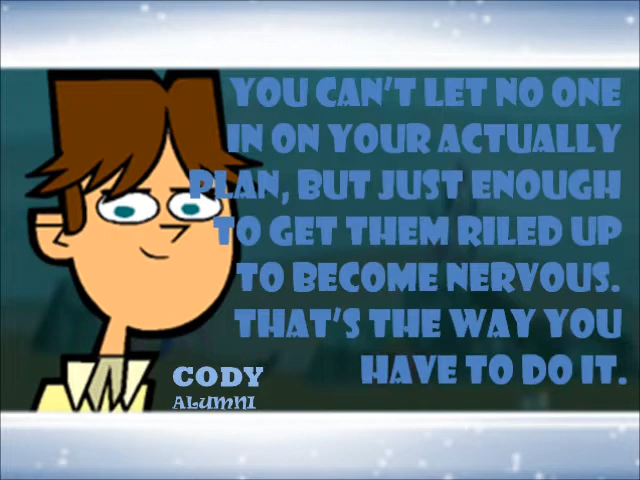 YOU CAN'T LET NO ONE
IN ON YOUR ACTUALLY
PLAN, BUT JUST ENOUGH
TO GET THEM RILED UP
TO BECOME NERVOUS.
THAT'S THE WAY YOU
HAVE TO DO IT.
CODY
ALUMNI